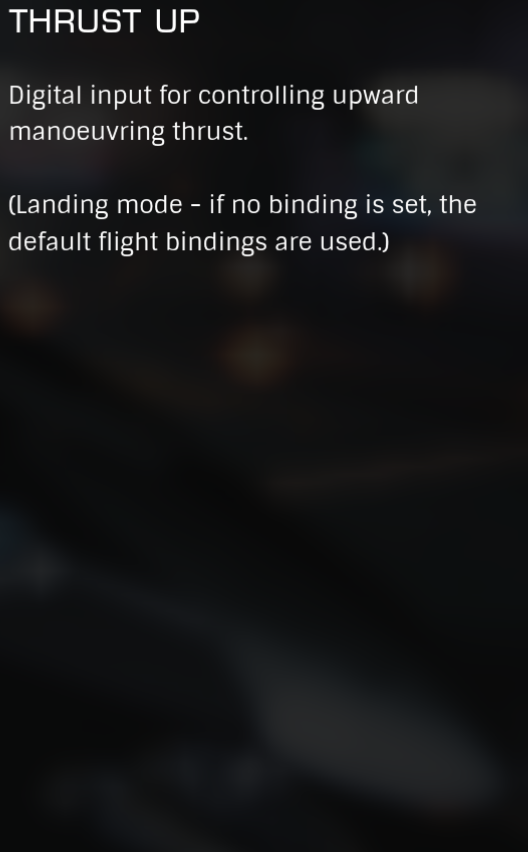 THRUST UP
Digital input for controlling upward
manoeuvring thrust.
(Landing mode - if no binding is set, the
default flight bindings are used.)